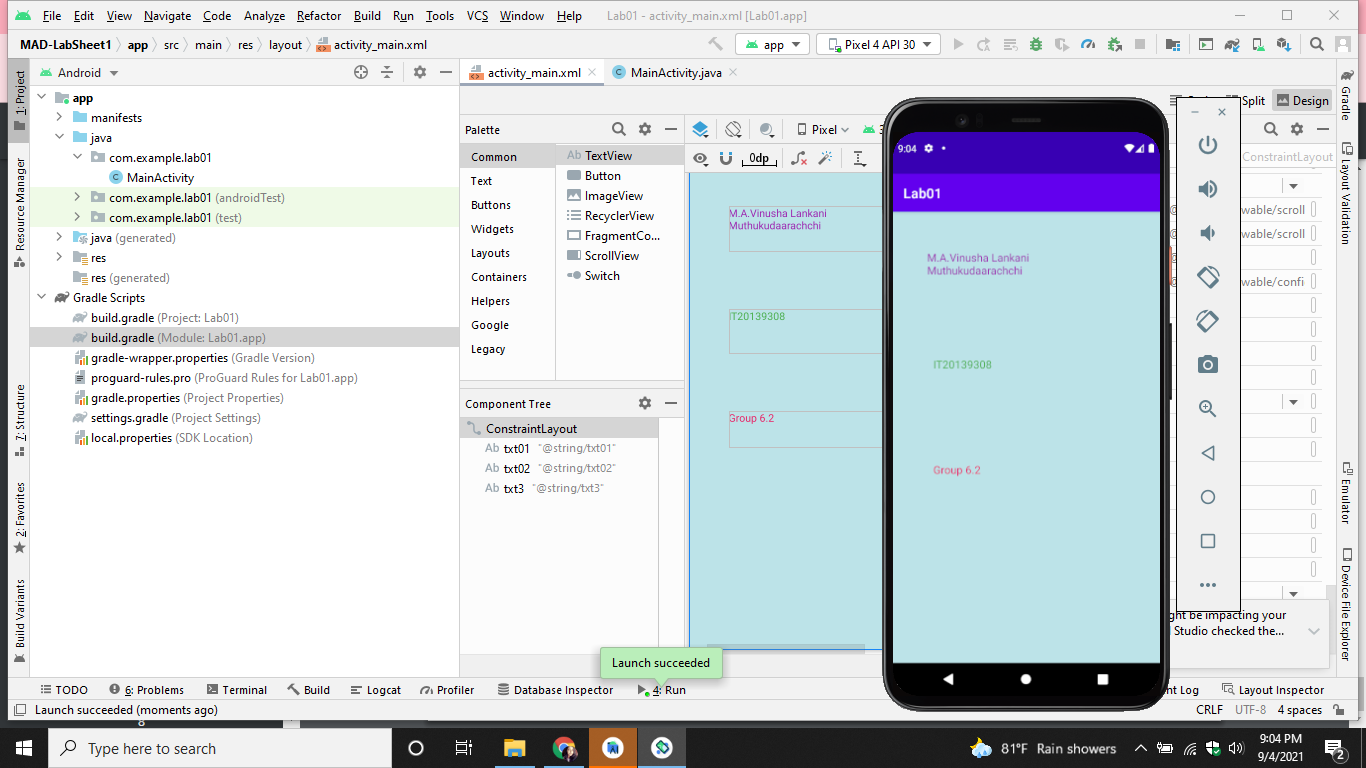 File Edit View Navigate Code Analyze Refactor Build Run Tools VCS Window Help Lab01 - activity_main.xml [Lab01.app]
MAD-LabSheet1 app src main res layout activity_main.xml app Pixel 4 API 30
Android activity_main.xml MainActivity.java
1: Project
Resource Manager
7: Structure
2: Favorites
Build Variants
app
manifests
java
com.example.lab01
MainActivity
com.example.lab01 (androidTest)
com.example.lab01 (test)
java (generated)
res
res (generated)
Gradle Scripts
build.gradle (Project: Lab01)
build.gradle (Module: Lab01.app)
gradle-wrapper.properties (Gradle Version)
proguard-rules.pro (ProGuard Rules for Lab01.app)
gradle.properties (Project Properties)
settings.gradle (Project Settings)
local.properties (SDK Location)
Split Design
Palette
Common
Text
Buttons
Widgets
Layouts
Containers
Helpers
Google
Legacy
Ab TextView
Button
ImageView
RecyclerView
FragmentCo...
ScrollView
Switch
Component Tree
ConstraintLayout
Ab txt01 "@string/txt01"
Ab txt02 "@string/txt02"
Ab txt3 "@string/txt3"
Pixel
0dp
M.A.Vinusha Lankani
Muthukudaarachchi
IT20139308
Group 6.2
9:04
Lab01
M.A.Vinusha Lankani
Muthukudaarachchi
IT20139308
Group 6.2
ConstraintLayout
wable/scroll
wable/scroll
wable/confi
ght be impacting your
Studio checked the...
Gradle
Layout Validation
Emulator
Device File Explorer
Launch succeeded
TODO 6: Problems Terminal Build Logcat Profiler Database Inspector 4: Run nt Log Layout Inspector
Launch succeeded (moments ago) CRLF UTF-8 4 spaces
8
Type here to search 81°F Rain showers 9:04 PM
9/4/2021
2